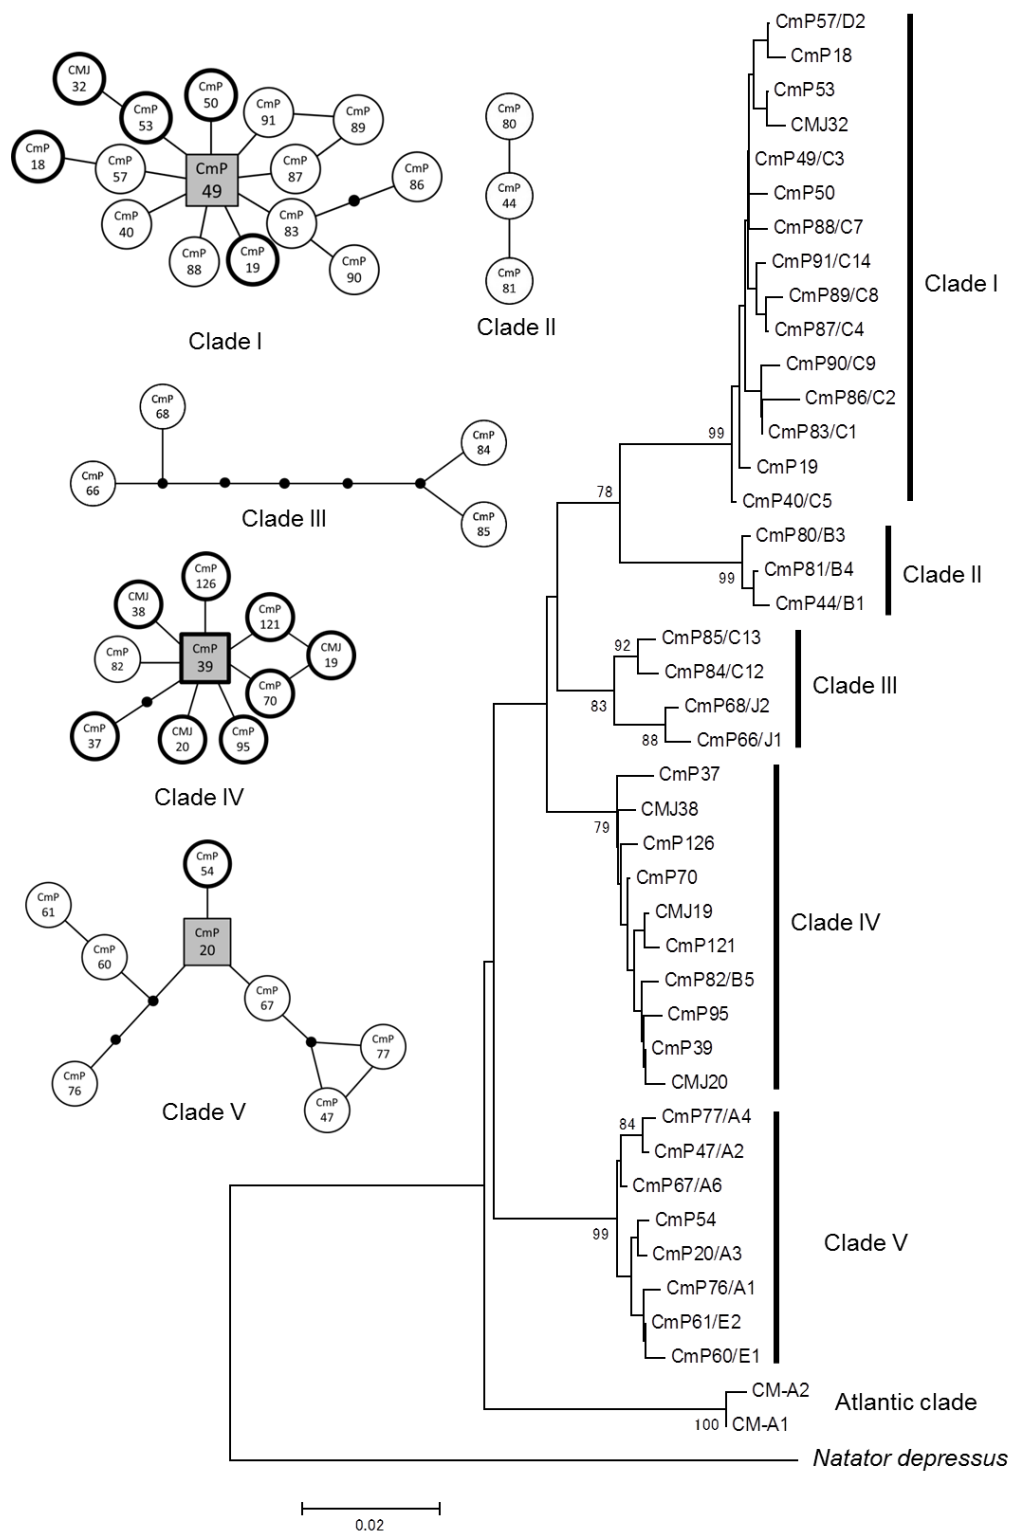 CMJ
32
CmP
53
CmP
50
CmP
91
CmP
89
CmP
18
CmP
57
CmP
49
CmP
87
CmP
86
CmP
40
CmP
83
CmP
88
CmP
19
CmP
90
Clade I
CmP
80
CmP
44
CmP
81
Clade II
CmP
68
CmP
66
CmP
84
CmP
85
Clade III
CmP
126
CMJ
38
CmP
121
CmP
82
CmP
39
CMJ
19
CmP
70
CmP
37
CMJ
20
CmP
95
Clade IV
CmP
54
CmP
61
CmP
20
CmP
60
CmP
67
CmP
77
CmP
76
CmP
47
Clade V
CmP57/D2
CmP18
CmP53
CMJ32
CmP49/C3
CmP50
CmP88/C7
CmP91/C14
CmP89/C8
CmP87/C4
CmP90/C9
CmP86/C2
CmP83/C1
CmP19
CmP40/C5
99
Clade I
78
CmP80/B3
CmP81/B4
CmP44/B1
99
Clade II
CmP85/C13
CmP84/C12
CmP68/J2
CmP66/J1
92
83
88
Clade III
CmP37
CMJ38
CmP126
CmP70
CMJ19
CmP121
CmP82/B5
CmP95
CmP39
CMJ20
79
Clade IV
CmP77/A4
CmP47/A2
CmP67/A6
CmP54
CmP20/A3
CmP76/A1
CmP61/E2
CmP60/E1
84
99
Clade V
CM-A2
CM-A1
100
Atlantic clade
Natator depressus
0.02